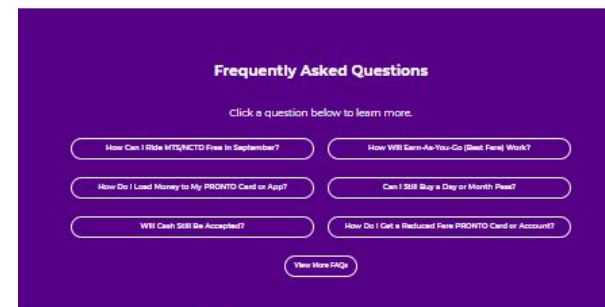 Frequently Asked Questions
Click a question below to learn more.
How Can I Ride MTS/NCTD Free in September?
How Will Earn-As-You-Go (Best Fare) Work?
How Do I Load Money to My PRONTO Card or App?
Can I Still Buy a Day or Month Pass?
Will Cash Still Be Accepted?
How Do I Get a Reduced Fare PRONTO Card or Account?
View More FAQs